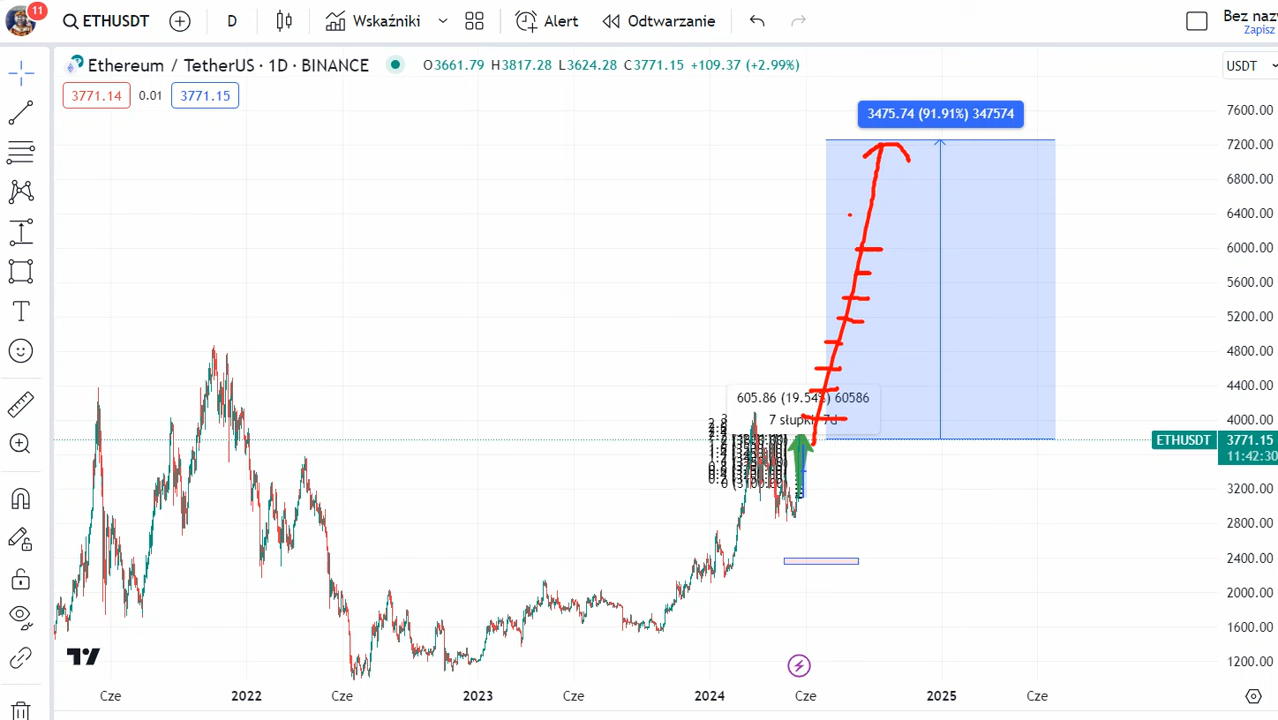 11
ETHUSDT
D
Wskaźniki
Alert
Odtwarzanie
Bez nazy
Zapisz
Ethereum / TetherUS · 1D · BINANCE
O3661.79 H3817.28 L3624.28 C3771.15 +109.37 (+2.99%)
USDT
3771.14
0.01
3771.15
3475.74 (91.91%) 347574
605.86 (19.54%) 60586
7 słupki, 7d
7600.00
7200.00
6800.00
6400.00
6000.00
5600.00
5200.00
4800.00
4400.00
4000.00
ETHUSDT
3771.15
11:42:30
3200.00
2800.00
2400.00
2000.00
1600.00
1200.00
0 (3100.00)
Cze
2022
Cze
2023
Cze
2024
Cze
2025
Cze